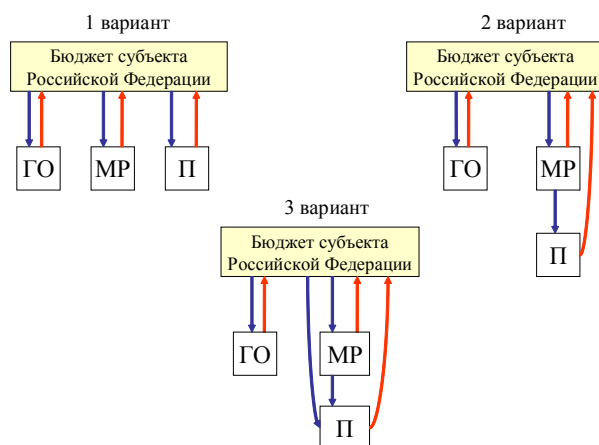 1 вариант
Бюджет субъекта
Российской Федерации
ГО
МР
П
2 вариант
Бюджет субъекта
Российской Федерации
ГО
МР
П
3 вариант
Бюджет субъекта
Российской Федерации
ГО
МР
П